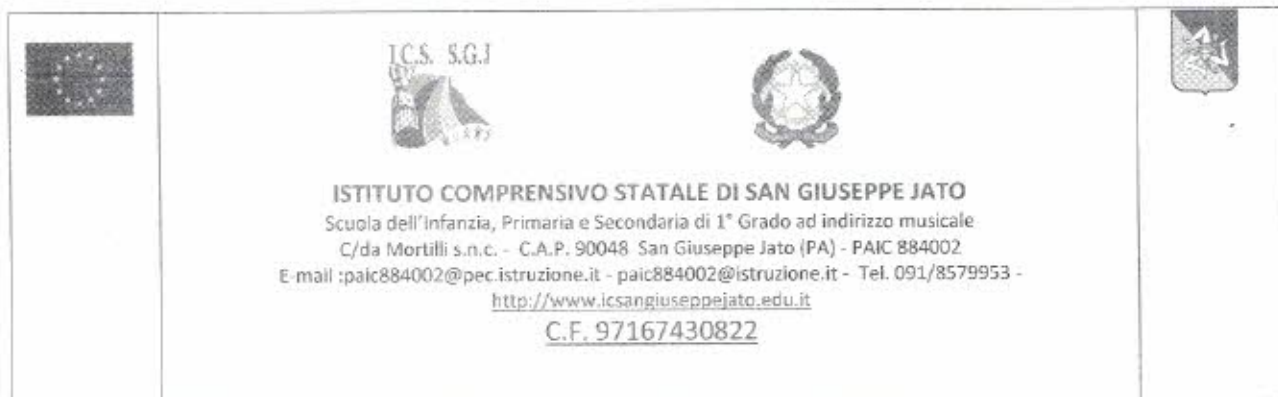 I.C.S. S.G.J
ISTITUTO COMPRENSIVO STATALE DI SAN GIUSEPPE JATO
Scuola dell'Infanzia, Primaria e Secondaria di 1° Grado ad indirizzo musicale
C/da Mortilli s.n.c. - C.A.P. 90048 San Giuseppe Jato (PA) - PAIC 884002
E-mail :paic884002@pec.istruzione.it - paic884002@istruzione.it - Tel. 091/8579953 -
http://www.icsangiuseppejato.edu.it
C.F. 97167430822